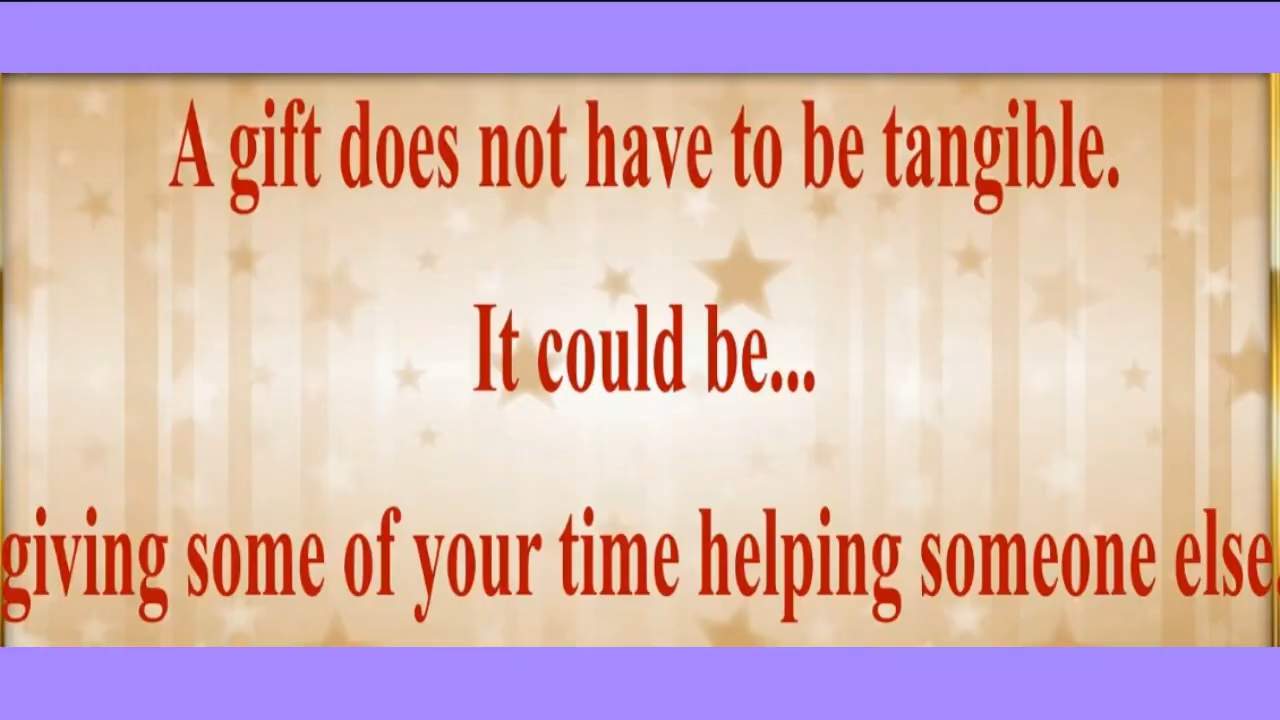 A gift does not have to be tangible.
It could be...
giving some of your time helping someone else.